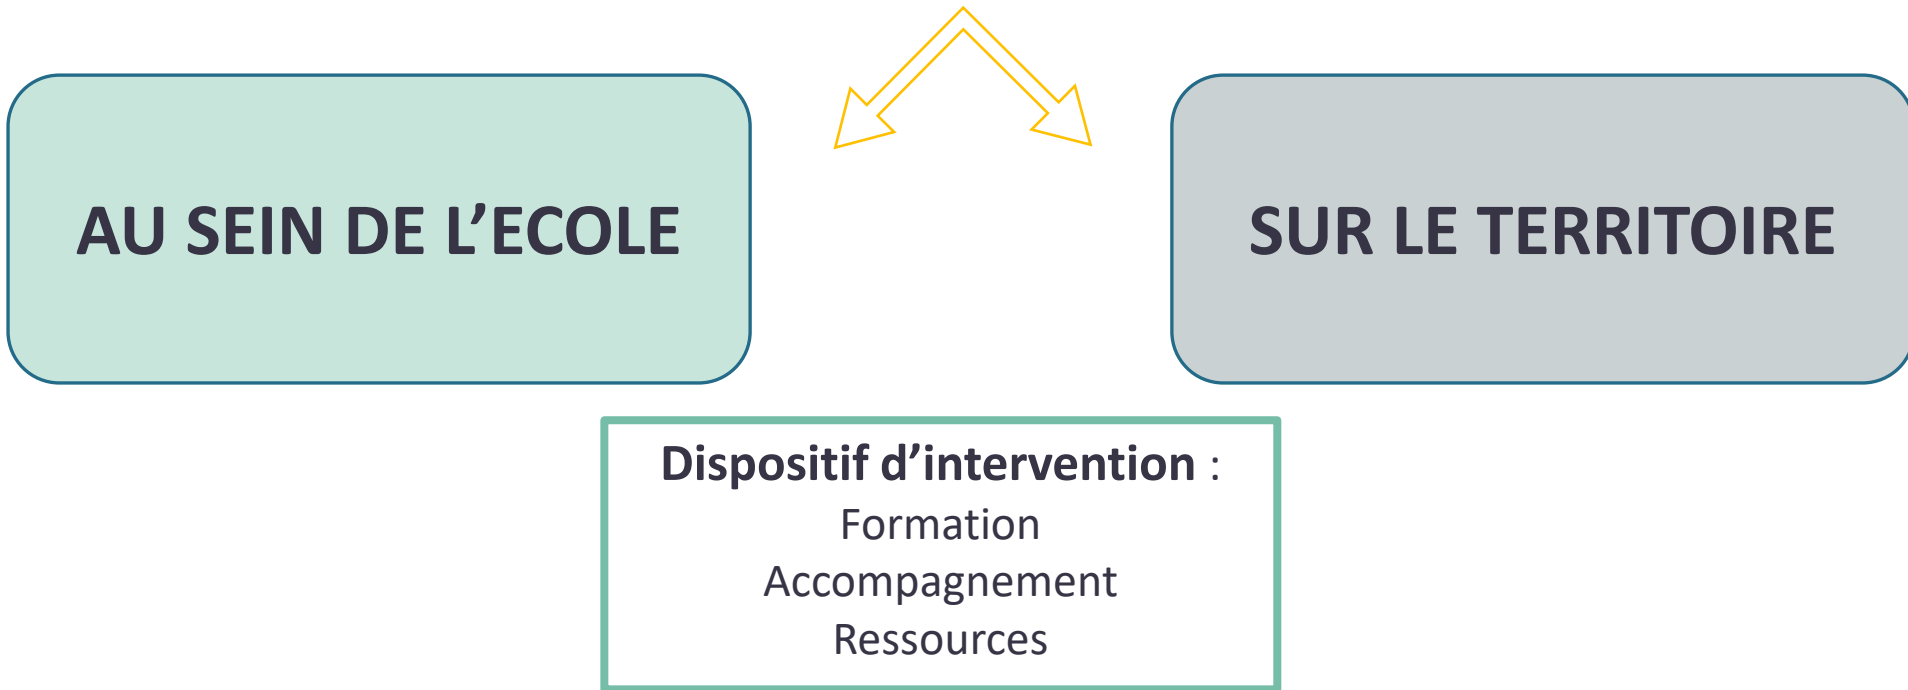 AU SEIN DE L’ECOLE
SUR LE TERRITOIRE
Dispositif d’intervention :
Formation
Accompagnement
Ressources